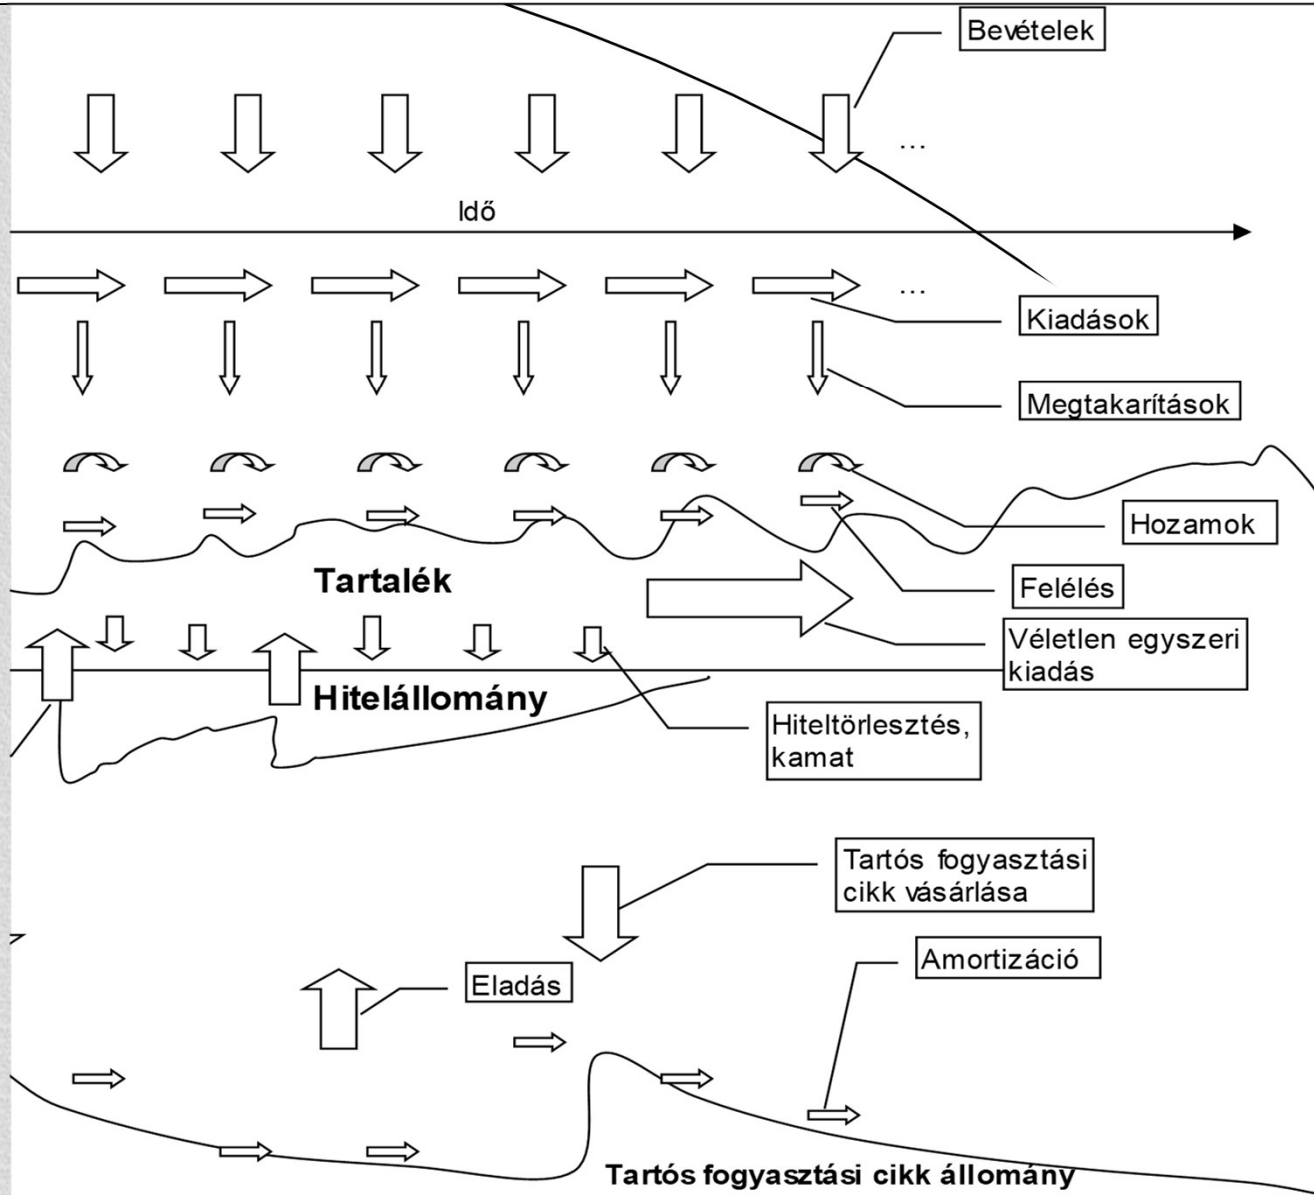 Bevételek
…
Idő
…
Kiadások
Megtakarítások
Hozamok
Tartalék
Felélés
Véletlen egyszeri
kiadás
Hitelállomány
Hiteltörlesztés,
kamat
Tartós fogyasztási
cikk vásárlása
Amortizáció
Eladás
Tartós fogyasztási cikk állomány